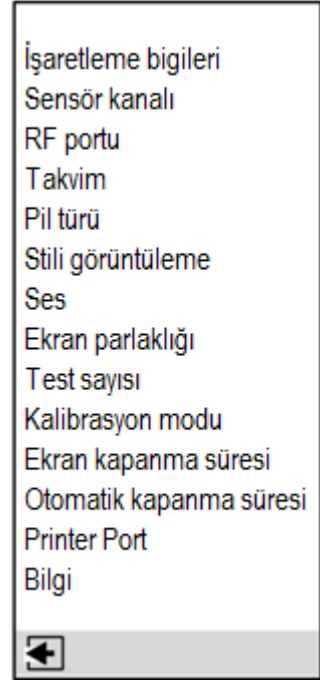 İşaretleme bigileri
Sensör kanalı
RF portu
Takvim
Pil türü
Stili görüntüleme
Ses
Ekran parlaklığı
Test sayısı
Kalibrasyon modu
Ekran kapanma süresi
Otomatik kapanma süresi
Printer Port
Bilgi